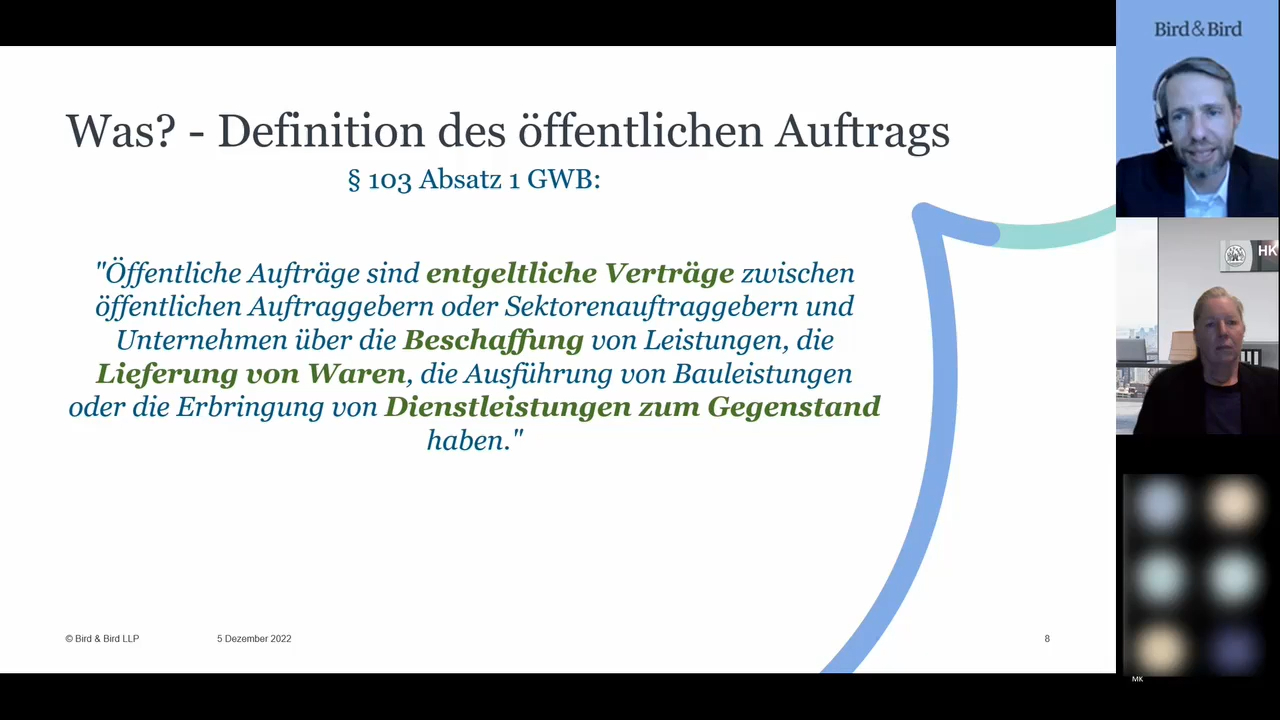 Was? - Definition des öffentlichen Auftrags
§ 103 Absatz 1 GWB:
"Öffentliche Aufträge sind entgeltliche Verträge zwischen
öffentlichen Auftraggebern oder Sektorenauftraggebern und
Unternehmen über die Beschaffung von Leistungen, die
Lieferung von Waren, die Ausführung von Bauleistungen
oder die Erbringung von Dienstleistungen zum Gegenstand
haben."
© Bird & Bird LLP
5 Dezember 2022
8
Bird & Bird
HK
MK